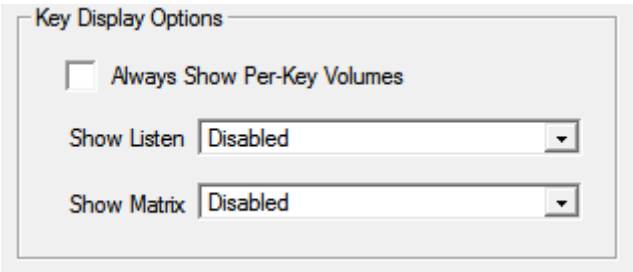 Key Display Options
Always Show Per-Key Volumes
Show Listen Disabled
Show Matrix Disabled